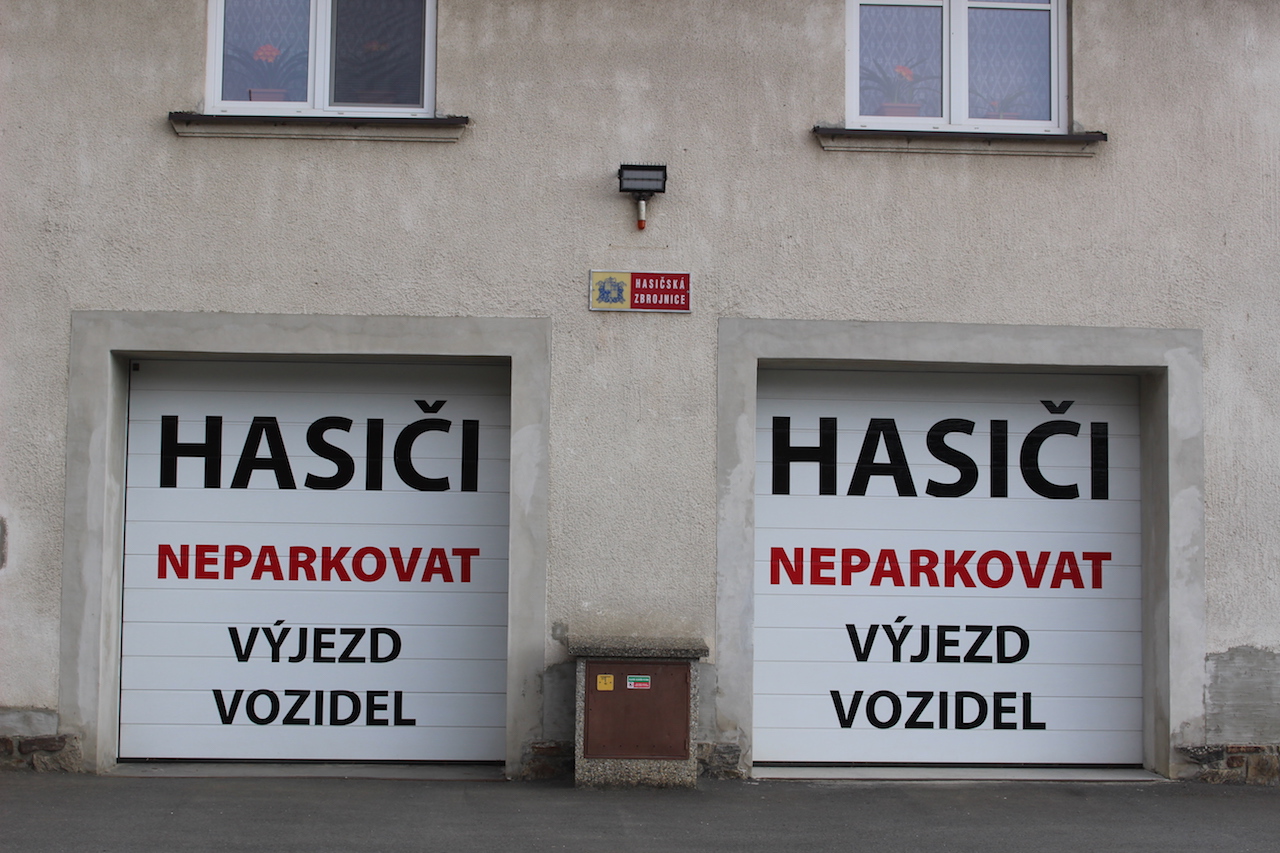 HASIČSKÁ
ZBROJNICE
HASIČI
NEPARKOVAT
VÝJEZD
VOZIDEL
HASIČI
NEPARKOVAT
VÝJEZD
VOZIDEL